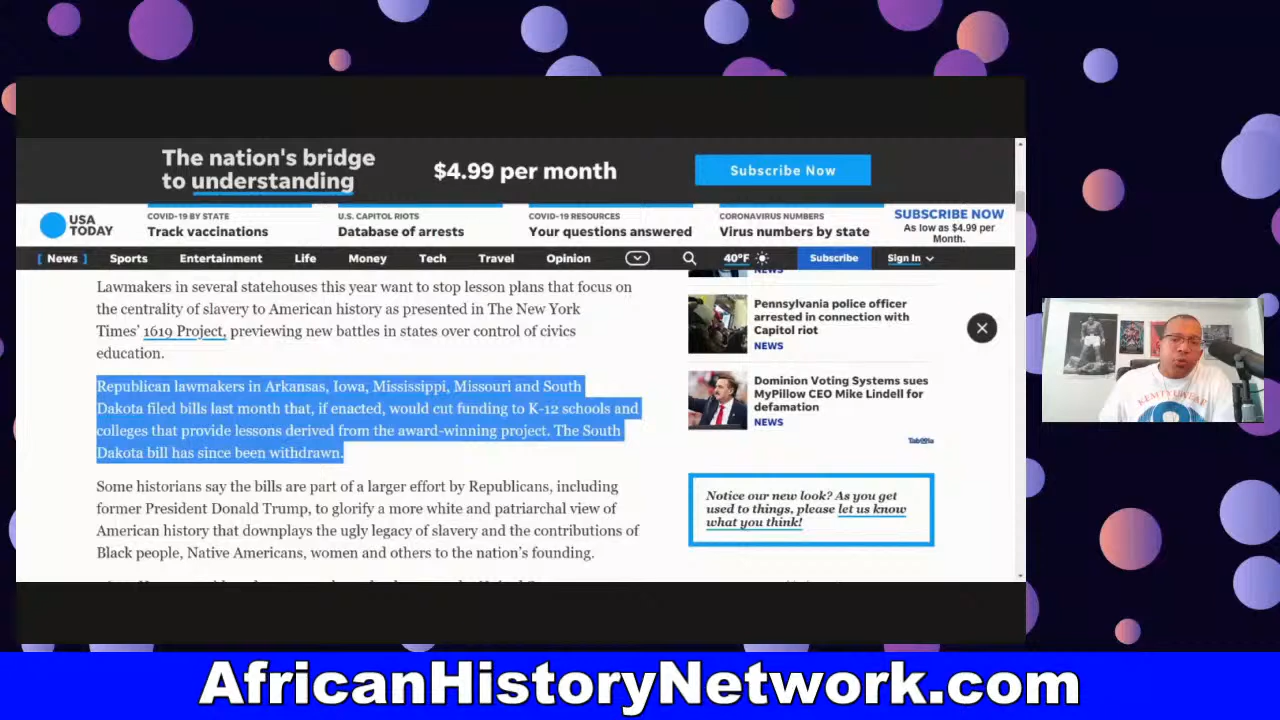 The nation's bridge
to understanding
$4.99 per month
Subscribe Now
USA
TODAY
COVID-19 BY STATE
Track vaccinations
U.S. CAPITOL RIOTS
Database of arrests
COVID-19 RESOURCES
Your questions answered
CORONAVIRUS NUMBERS
Virus numbers by state
SUBSCRIBE NOW
As low as $4.99 per
Month.
[ News ] Sports Entertainment Life Money Tech Travel Opinion 40°F Subscribe Sign In
Lawmakers in several statehouses this year want to stop lesson plans that focus on
the centrality of slavery to American history as presented in The New York
Times' 1619 Project, previewing new battles in states over control of civics
education.
Republican lawmakers in Arkansas, Iowa, Mississippi, Missouri and South
Dakota filed bills last month that, if enacted, would cut funding to K-12 schools and
colleges that provide lessons derived from the award-winning project. The South
Dakota bill has since been withdrawn.
Some historians say the bills are part of a larger effort by Republicans, including
former President Donald Trump, to glorify a more white and patriarchal view of
American history that downplays the ugly legacy of slavery and the contributions of
Black people, Native Americans, women and others to the nation's founding.
NEWS
Pennsylvania police officer
arrested in connection with
Capitol riot
NEWS
Dominion Voting Systems sues
MyPillow CEO Mike Lindell for
defamation
NEWS
Notice our new look? As you get
used to things, please let us know
what you think!
AfricanHistoryNetwork.com